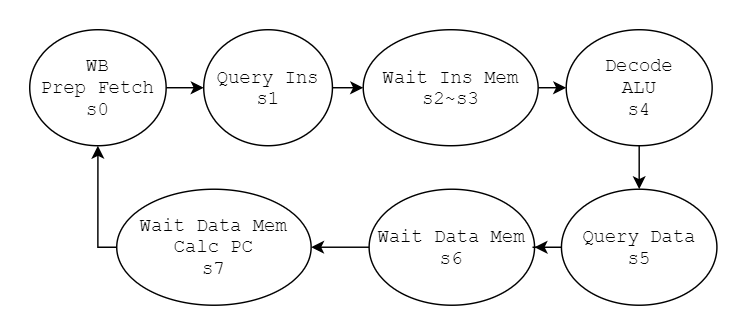 WB
Prep Fetch
s0
Query Ins
s1
Wait Ins Mem
s2~s3
Decode
ALU
s4
Query Data
s5
Wait Data Mem
s6
Wait Data Mem
Calc PC
s7